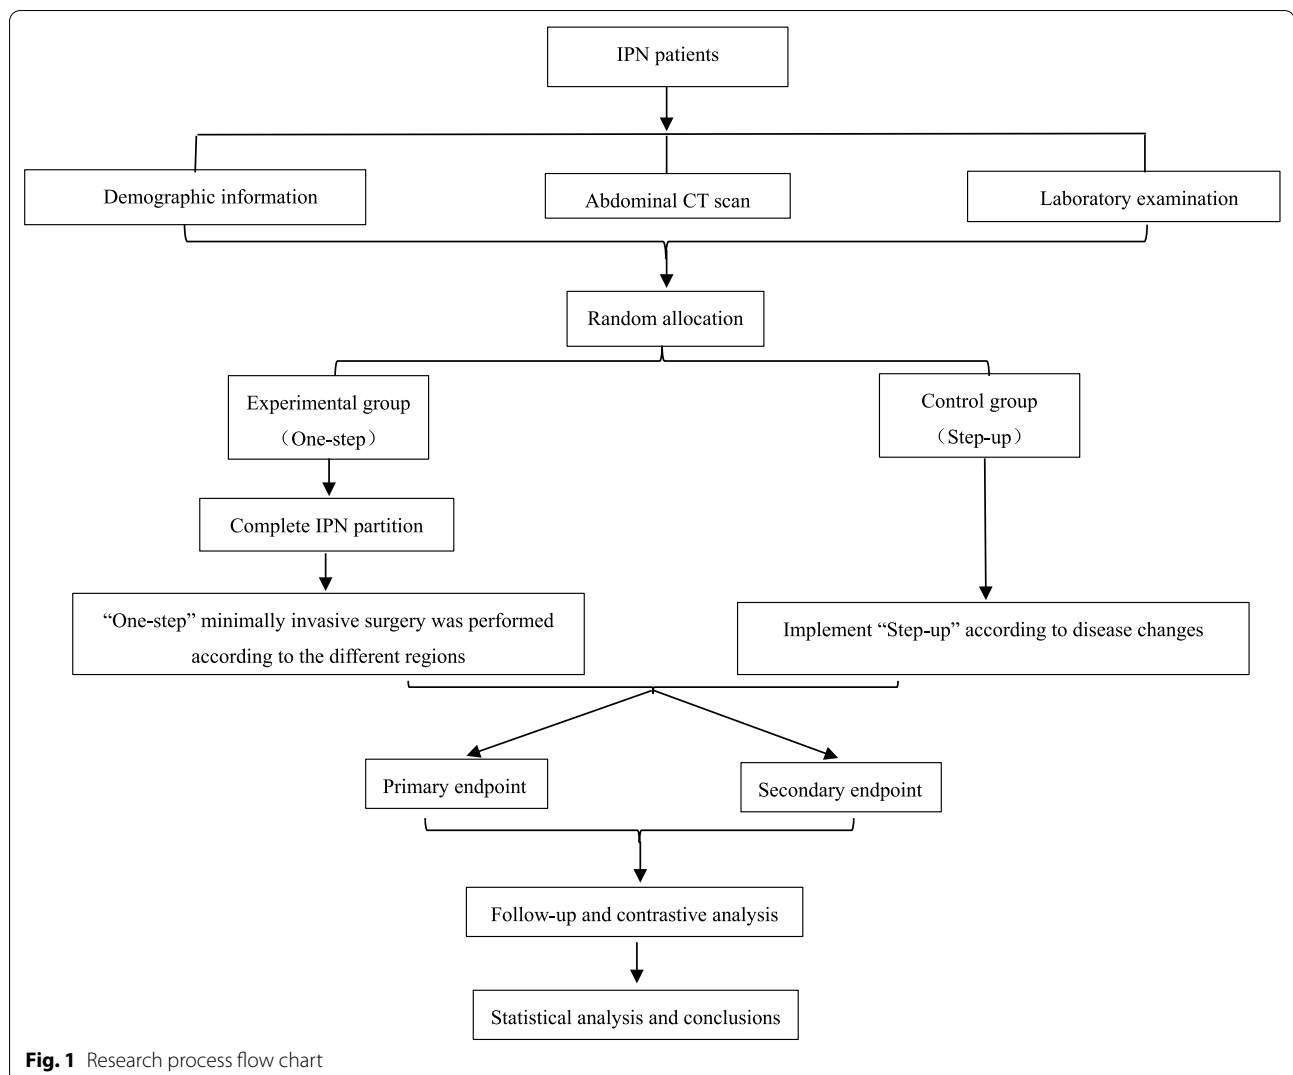 IPN patients
Demographic information
Abdominal CT scan
Laboratory examination
Random allocation
Experimental group
（One-step）
Control group
（Step-up）
Complete IPN partition
“One-step” minimally invasive surgery was performed
according to the different regions
Implement “Step-up” according to disease changes
Primary endpoint
Secondary endpoint
Follow-up and contrastive analysis
Statistical analysis and conclusions
Fig. 1 Research process flow chart